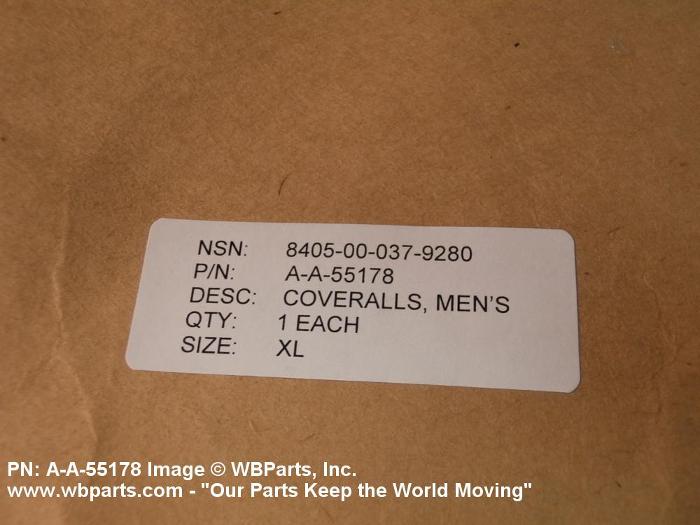 NSN: 8405-00-037-9280
P/N: A-A-55178
DESC: COVERALLS, MEN'S
QTY: 1 EACH
SIZE: XL
PN: A-A-55178 Image © WBParts, Inc.
www.wbparts.com - "Our Parts Keep the World Moving"